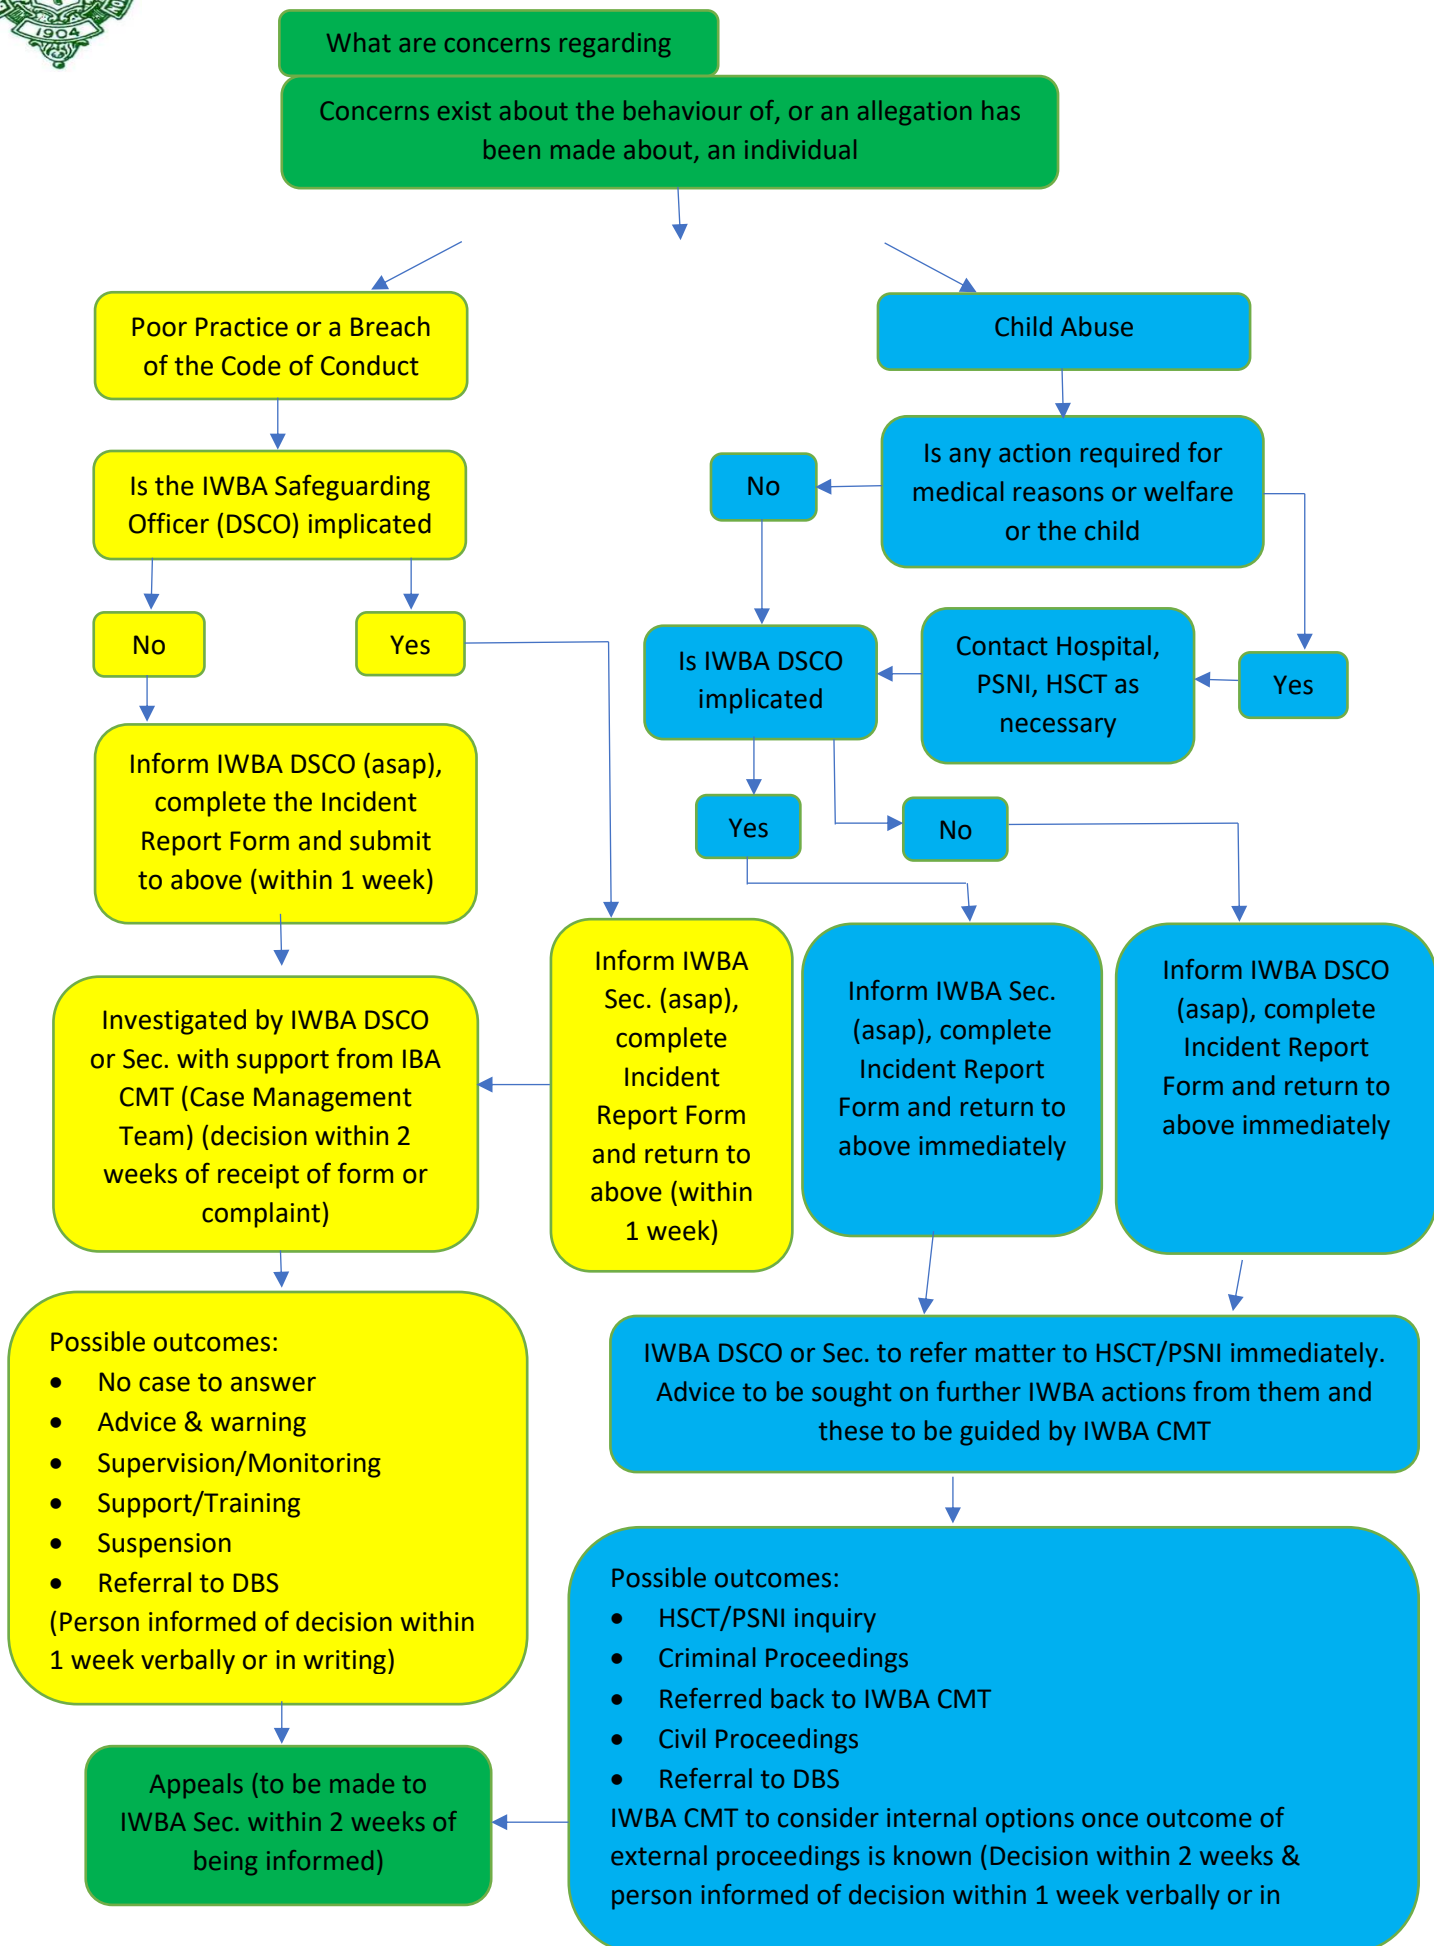 1904
What are concerns regarding
Concerns exist about the behaviour of, or an allegation has
been made about, an individual
Poor Practice or a Breach
of the Code of Conduct
Is the IWBA Safeguarding
Officer (DSCO) implicated
No
Yes
Inform IWBA DSCO (asap),
complete the Incident
Report Form and submit
to above (within 1 week)
Inform IWBA
Sec. (asap),
complete
Incident
Report Form
and return to
above (within
1 week)
Investigated by IWBA DSCO
or Sec. with support from IBA
CMT (Case Management
Team) (decision within 2
weeks of receipt of form or
complaint)
Possible outcomes:
• No case to answer
• Advice & warning
• Supervision/Monitoring
• Support/Training
• Suspension
• Referral to DBS
(Person informed of decision within
1 week verbally or in writing)
Child Abuse
Is any action required for
medical reasons or welfare
or the child
No
Yes
Contact Hospital,
PSNI, HSCT as
necessary
Is IWBA DSCO
implicated
Yes
No
Inform IWBA Sec.
(asap), complete
Incident Report
Form and return to
above immediately
Inform IWBA DSCO
(asap), complete
Incident Report
Form and return to
above immediately
IWBA DSCO or Sec. to refer matter to HSCT/PSNI immediately.
Advice to be sought on further IWBA actions from them and
these to be guided by IWBA CMT
Possible outcomes:
• HSCT/PSNI inquiry
• Criminal Proceedings
• Referred back to IWBA CMT
• Civil Proceedings
• Referral to DBS
IWBA CMT to consider internal options once outcome of
external proceedings is known (Decision within 2 weeks &
person informed of decision within 1 week verbally or in
Appeals (to be made to
IWBA Sec. within 2 weeks of
being informed)